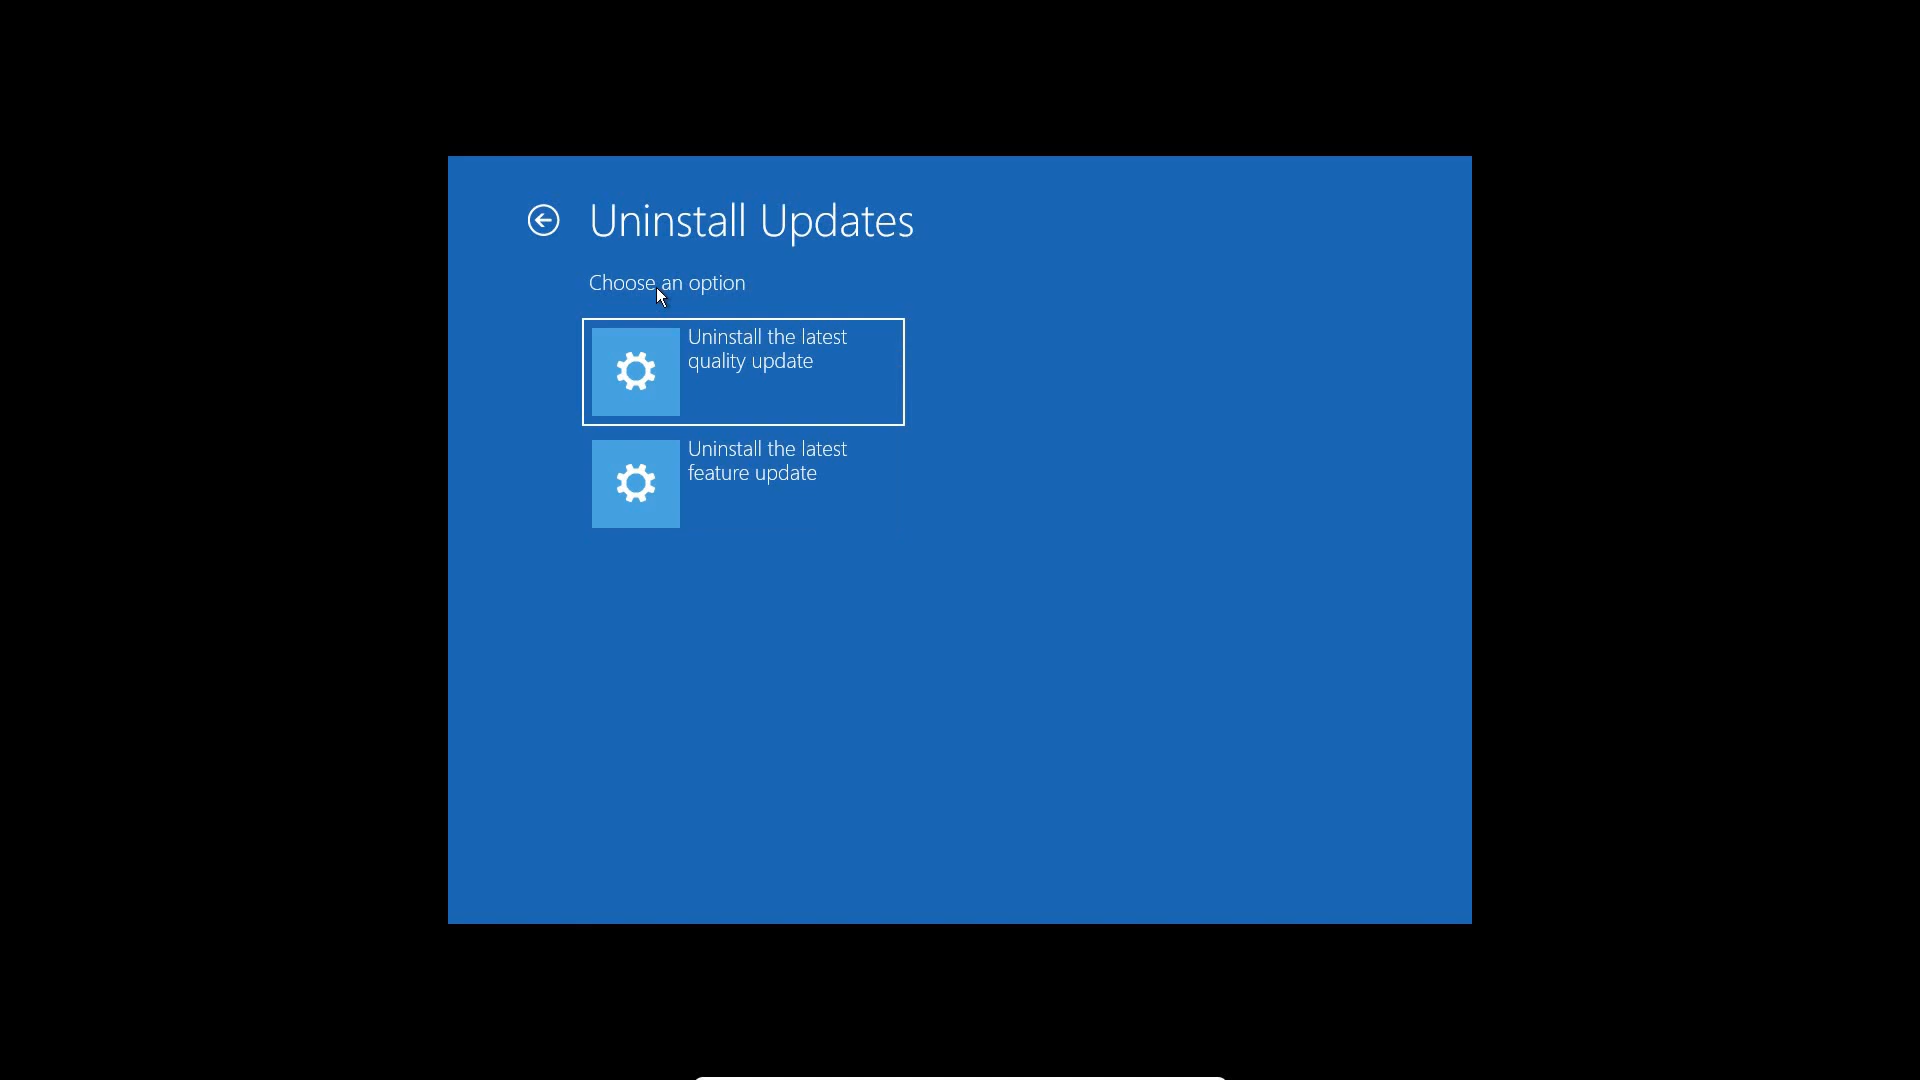 Uninstall Updates
Choose an option
Uninstall the latest
quality update
Uninstall the latest
feature update